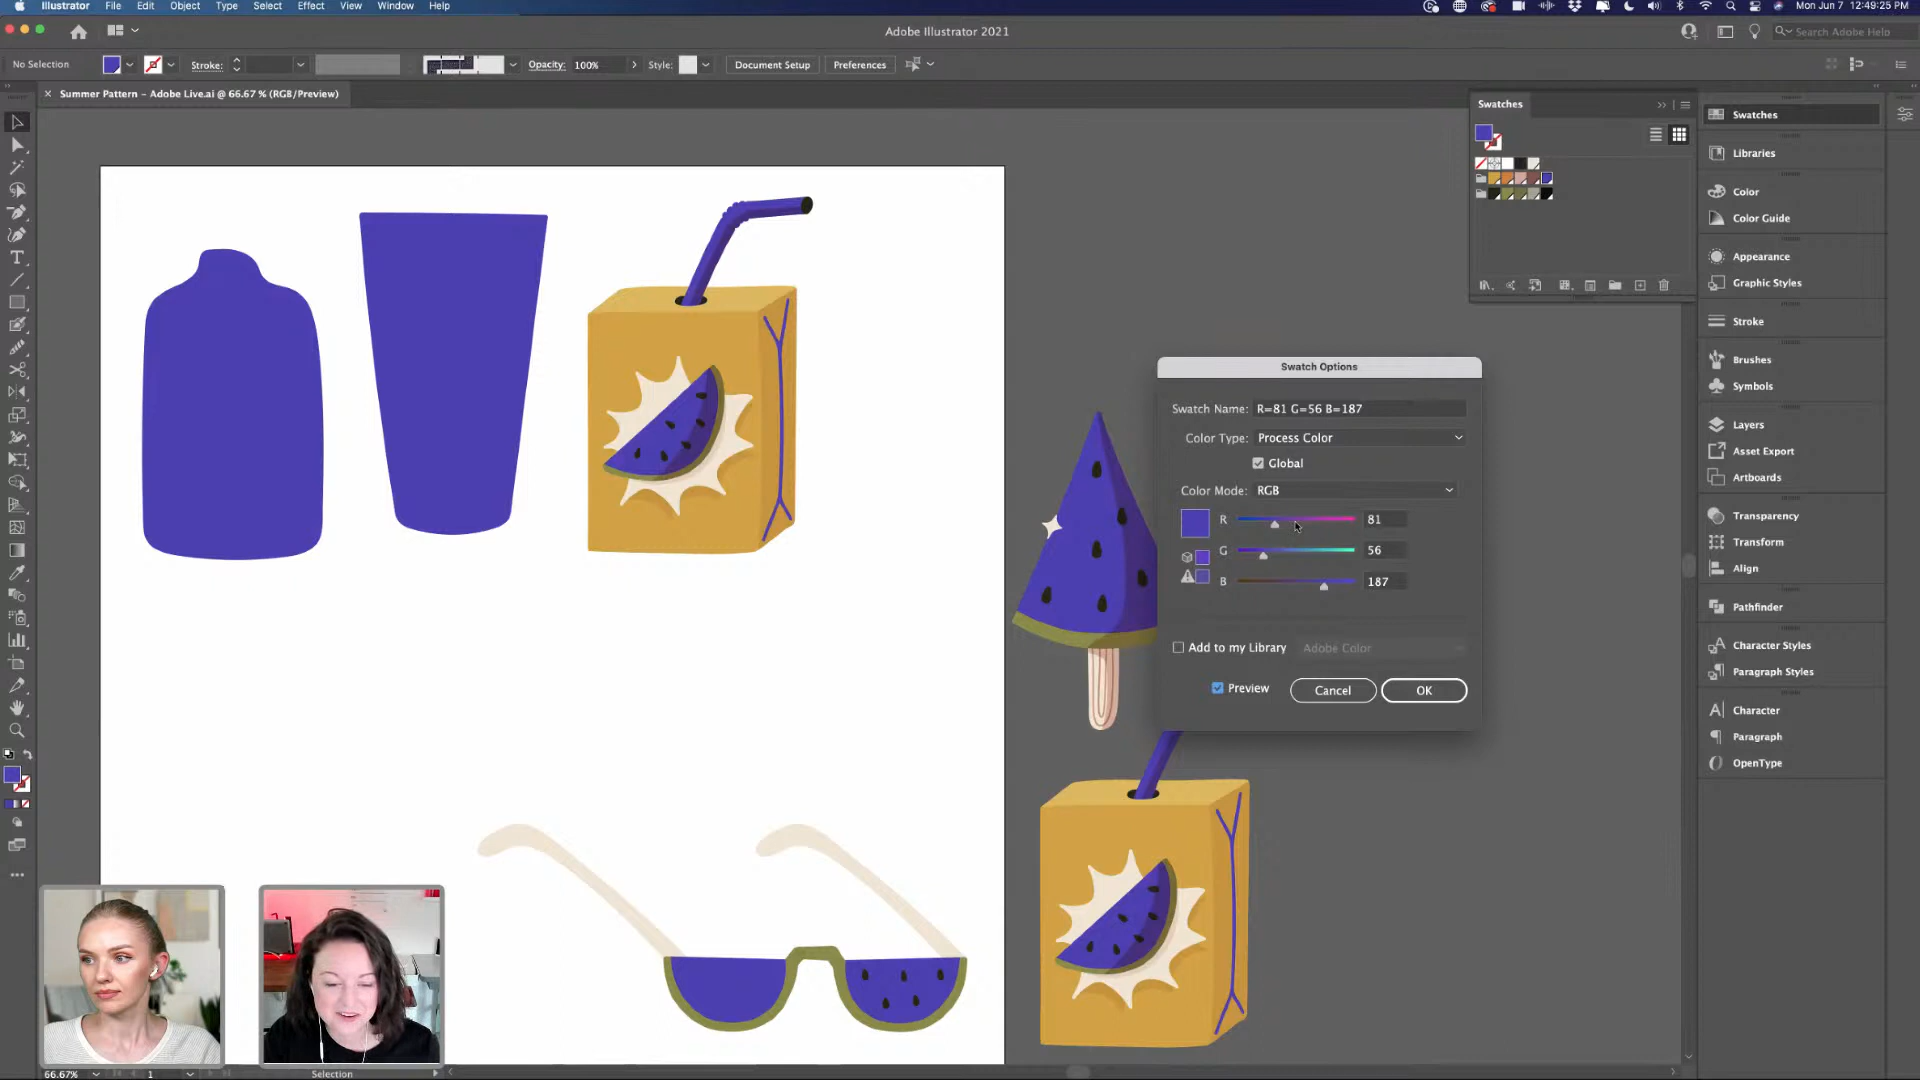 Illustrator File Edit Object Type Select Effect View Window Help
Mon Jun 7 12:49:25 PM
Adobe Illustrator 2021
Search Adobe Help
No Selection
Stroke:
Opacity: 100%
Style:
Document Setup
Preferences
Summer Pattern – Adobe Live.ai @ 66.67 % (RGB/Preview)
Swatches
Swatches
Libraries
Color
Color Guide
Appearance
Graphic Styles
Stroke
Brushes
Symbols
Layers
Asset Export
Artboards
Transparency
Transform
Align
Pathfinder
Character Styles
Paragraph Styles
Character
Paragraph
OpenType
Swatch Options
Swatch Name: R=81 G=56 B=187
Color Type: Process Color
Global
Color Mode: RGB
R 81
G 56
B 187
Add to my Library Adobe Color
Preview Cancel OK
66.67% 1 Selection